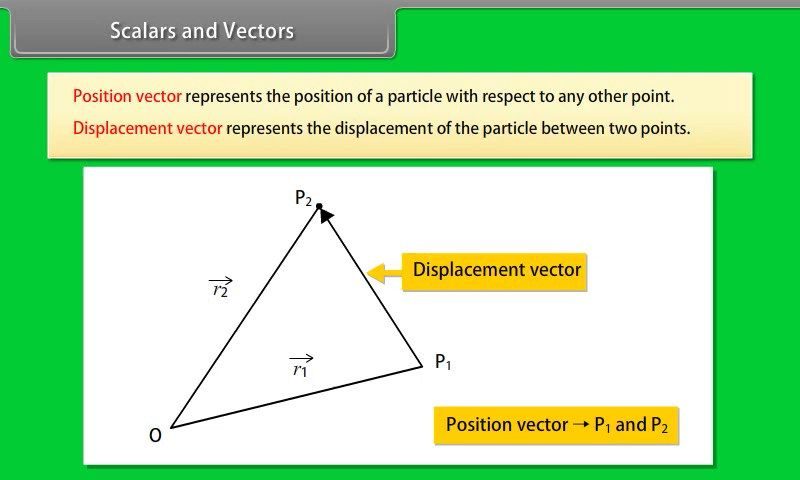 Scalars and Vectors
Position vector represents the position of a particle with respect to any other point.
Displacement vector represents the displacement of the particle between two points.
P₂
Displacement vector
r₂
r₁
P₁
O
Position vector → P₁ and P₂